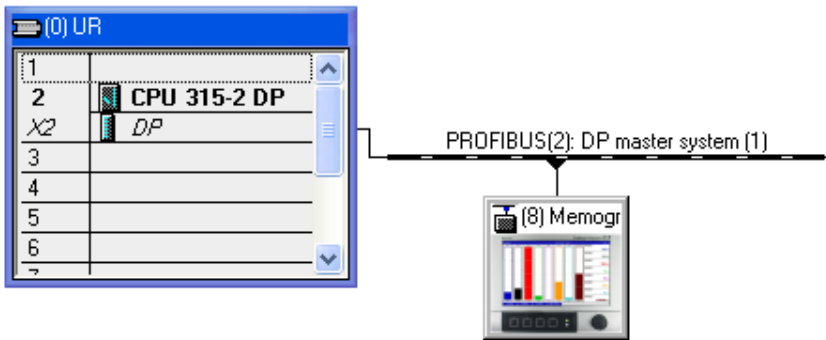 (0) UR
1
2 CPU 315-2 DP
X2 DP
3
4
5
6
PROFIBUS(2): DP master system (1)
(8) Memogr